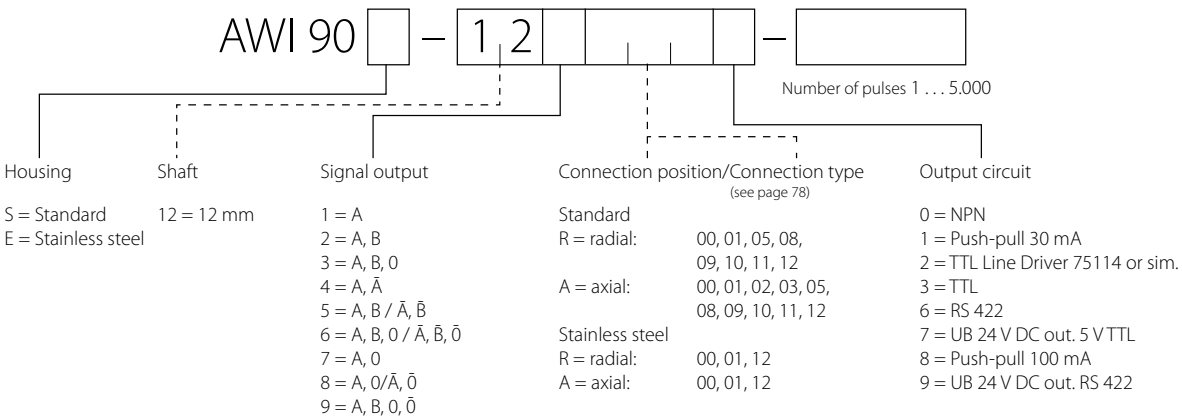 AWI 90 – 1 2 –
Number of pulses 1 . . . 5.000
Housing
S = Standard
E = Stainless steel
Shaft
12 = 12 mm
Signal output
1 = A
2 = A, B
3 = A, B, 0
4 = A, Ā
5 = A, B / Ā, B̄
6 = A, B, 0 / Ā, B̄, 0̄
7 = A, 0
8 = A, 0/Ā, 0̄
9 = A, B, 0, 0̄
Connection position/Connection type
(see page 78)
Standard
R = radial: 00, 01, 05, 08,
09, 10, 11, 12
A = axial: 00, 01, 02, 03, 05,
08, 09, 10, 11, 12
Stainless steel
R = radial: 00, 01, 12
A = axial: 00, 01, 12
Output circuit
0 = NPN
1 = Push-pull 30 mA
2 = TTL Line Driver 75114 or sim.
3 = TTL
6 = RS 422
7 = UB 24 V DC out. 5 V TTL
8 = Push-pull 100 mA
9 = UB 24 V DC out. RS 422